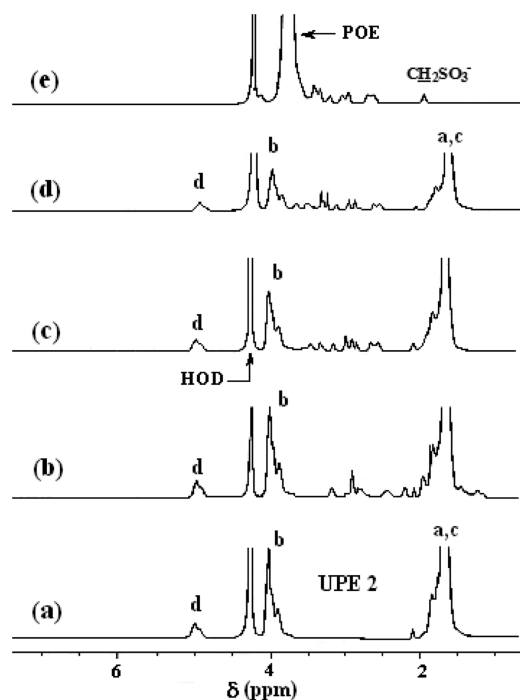 POE
CH₂SO₃⁻
(e)
b
a,c
d
(d)
b
d
(c)
HOD
b
d
(b)
b
a,c
UPE 2
d
(a)
6
4
2
δ (ppm)